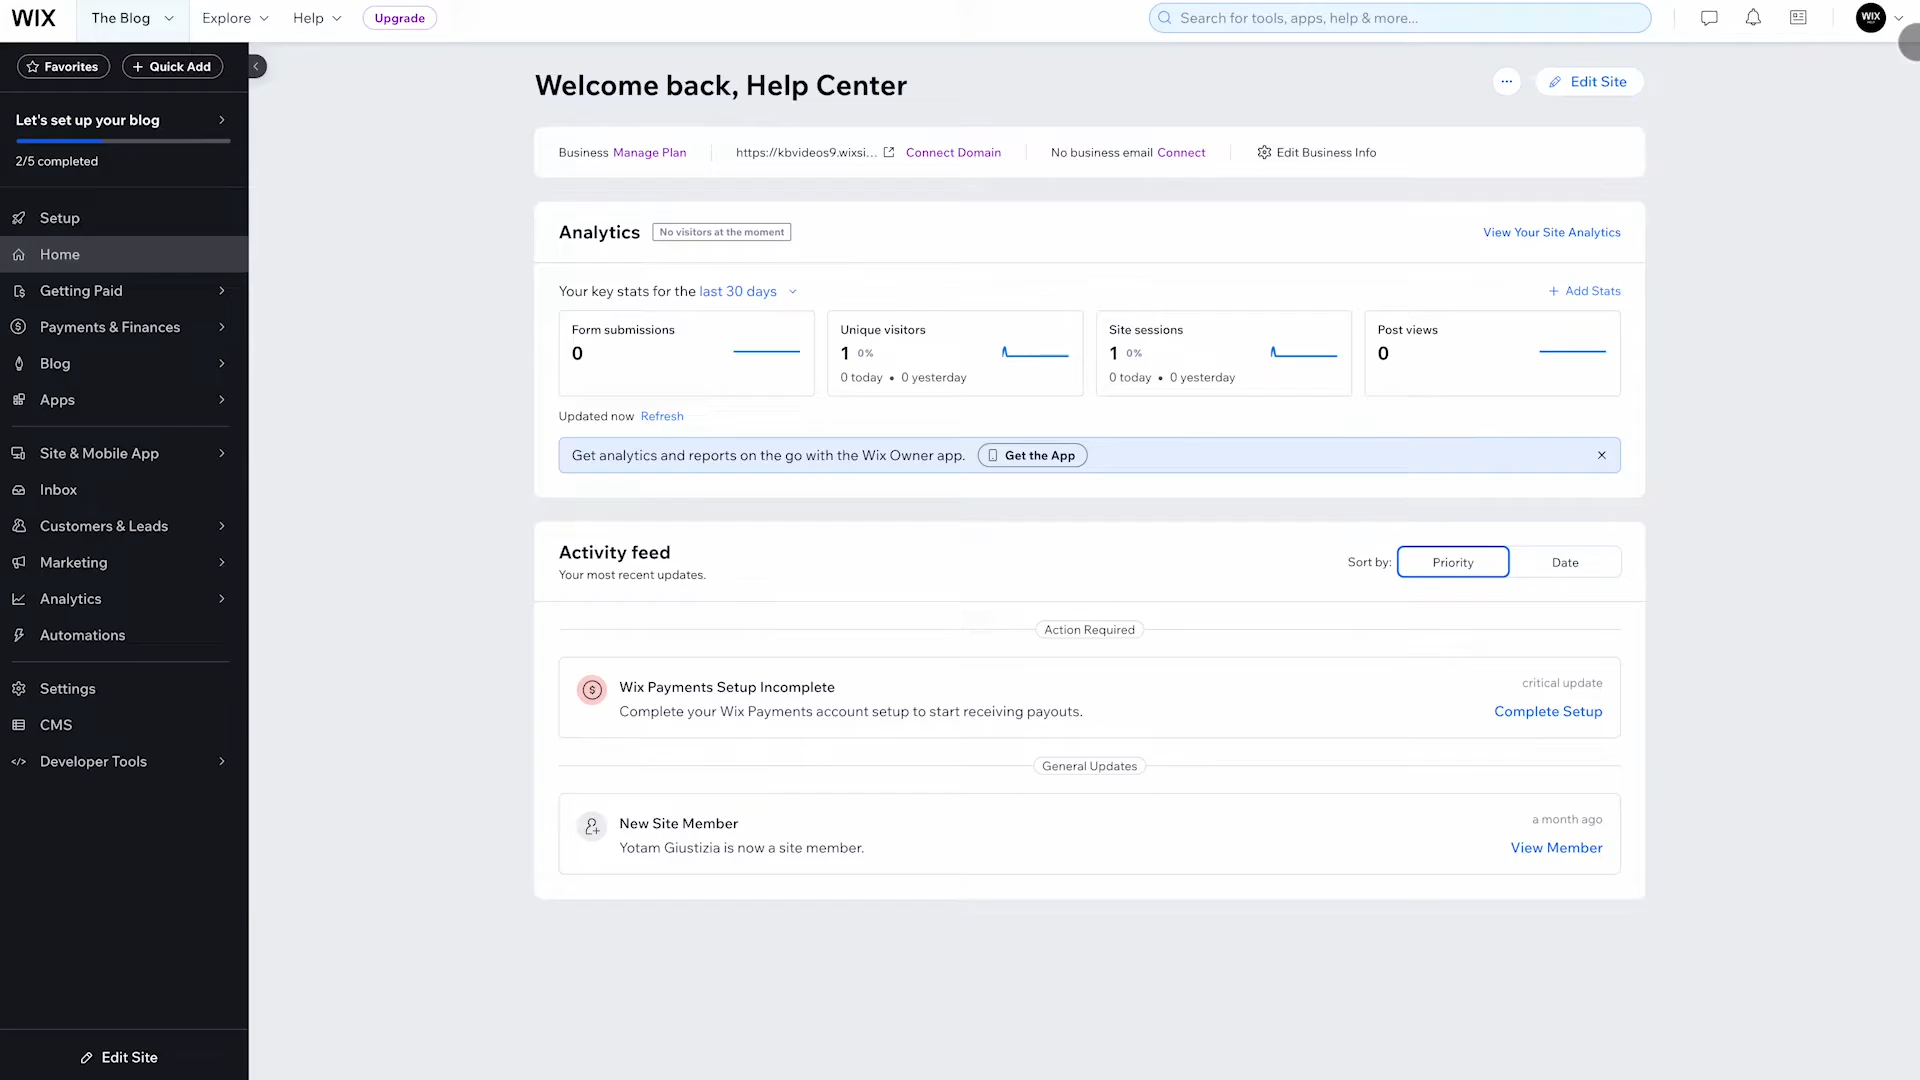 WIX
The Blog
Explore
Help
Upgrade
Search for tools, apps, help & more...
WIX
Favorites
Quick Add
Let's set up your blog
2/5 completed
Setup
Home
Getting Paid
Payments & Finances
Blog
Apps
Site & Mobile App
Inbox
Customers & Leads
Marketing
Analytics
Automations
Settings
CMS
Developer Tools
Edit Site
Welcome back, Help Center
Edit Site
Business Manage Plan
https://kbvideos9.wixsi... Connect Domain
No business email Connect
Edit Business Info
Analytics
No visitors at the moment
View Your Site Analytics
Your key stats for the last 30 days
+ Add Stats
Form submissions
0
Unique visitors
1 0%
0 today • 0 yesterday
Site sessions
1 0%
0 today • 0 yesterday
Post views
0
Updated now Refresh
Get analytics and reports on the go with the Wix Owner app.
Get the App
Activity feed
Your most recent updates.
Sort by: Priority Date
Action Required
Wix Payments Setup Incomplete
critical update
Complete your Wix Payments account setup to start receiving payouts.
Complete Setup
General Updates
New Site Member
a month ago
Yotam Giustizia is now a site member.
View Member